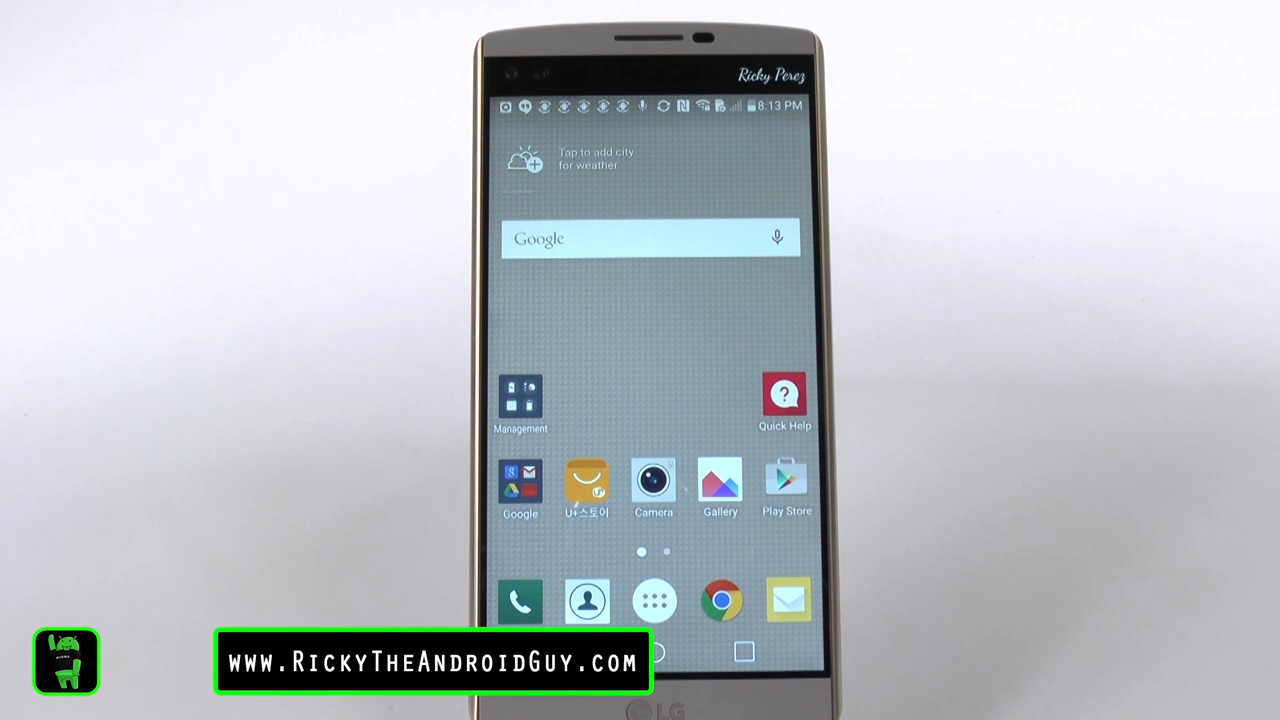 Ricky Perez
8:13 PM
Tap to add city
for weather
Google
Management
Quick Help
Google
U+스토어
Camera
Gallery
Play Store
www.RickyTheAndroidGuy.com
LG